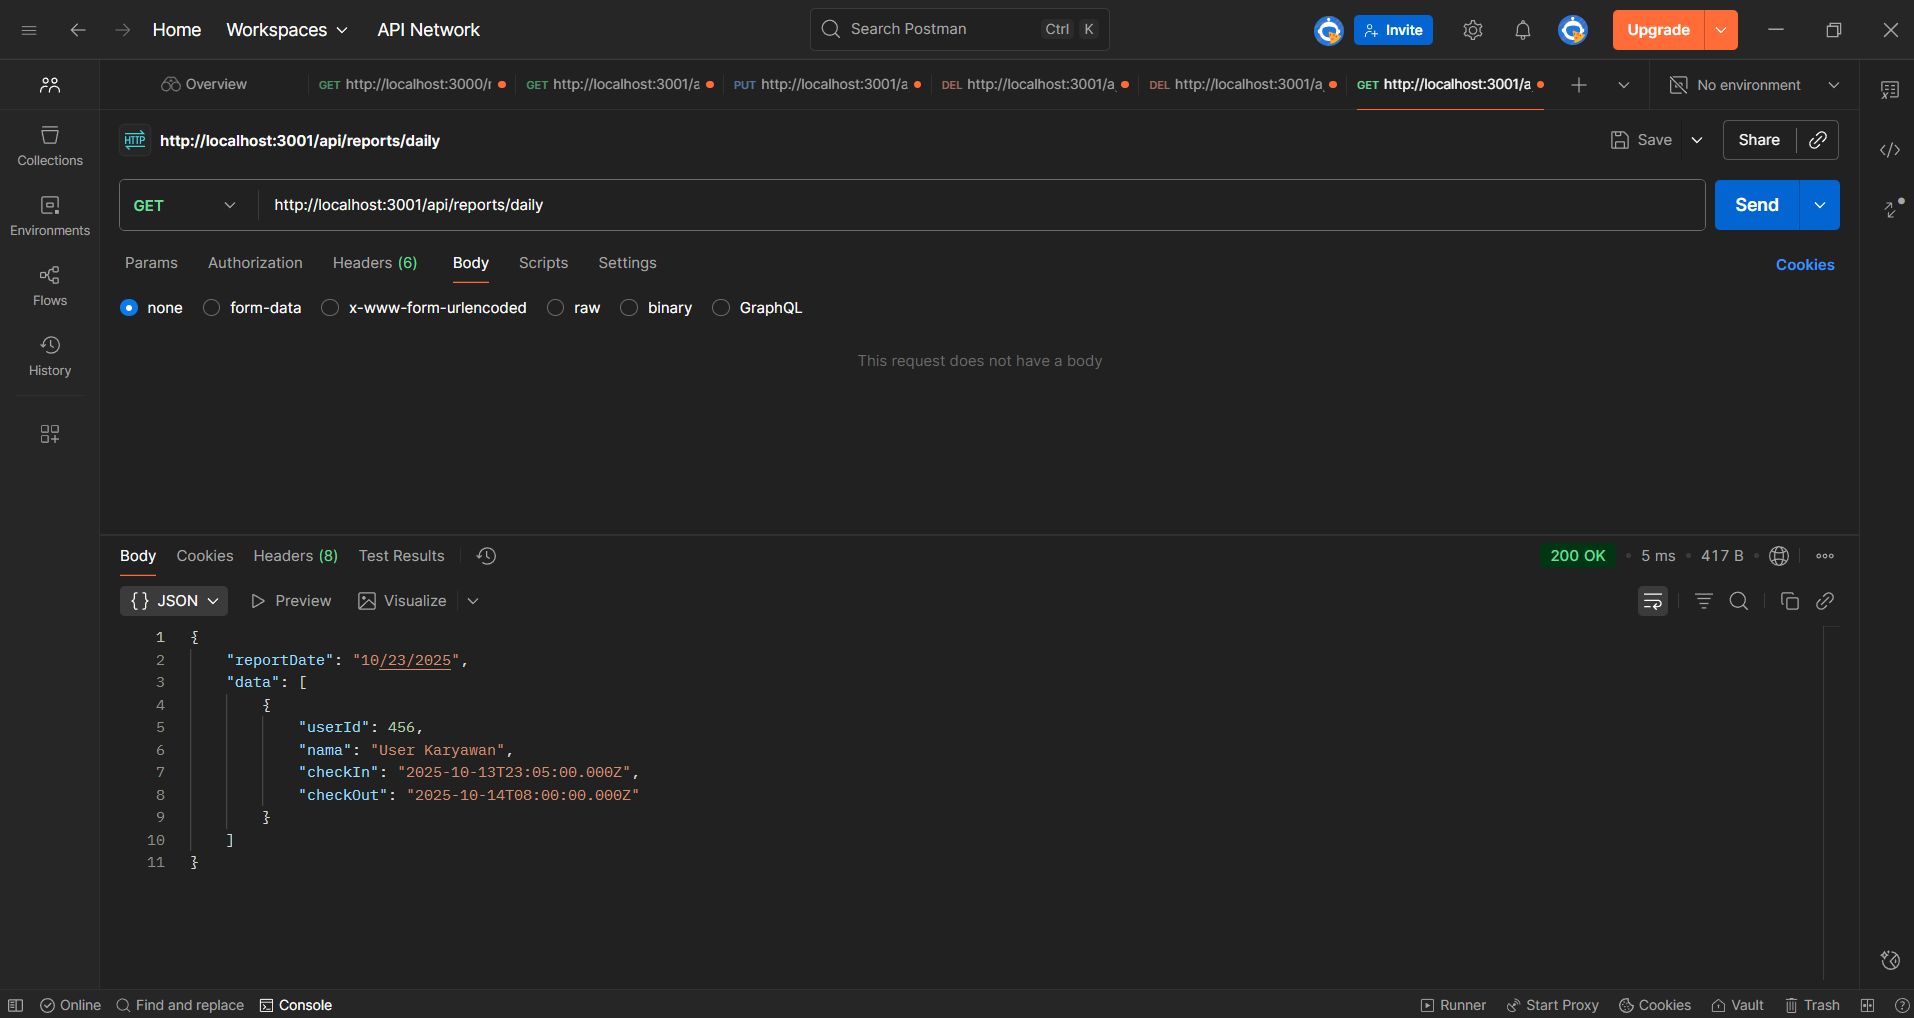 Home Workspaces API Network Search Postman Ctrl K Invite Upgrade
Overview GET http://localhost:3000/r GET http://localhost:3001/a PUT http://localhost:3001/a DEL http://localhost:3001/a DEL http://localhost:3001/a GET http://localhost:3001/a No environment
HTTP http://localhost:3001/api/reports/daily Save Share
Collections
GET http://localhost:3001/api/reports/daily Send
Environments
Params Authorization Headers (6) Body Scripts Settings Cookies
Flows
none form-data x-www-form-urlencoded raw binary GraphQL
This request does not have a body
History
Body Cookies Headers (8) Test Results 200 OK • 5 ms • 417 B •
{} JSON Preview Visualize
1 {
2 "reportDate": "10/23/2025",
3 "data": [
4 {
5 "userId": 456,
6 "nama": "User Karyawan",
7 "checkIn": "2025-10-13T23:05:00.000Z",
8 "checkOut": "2025-10-14T08:00:00.000Z"
9 }
10 ]
11 }
Online Find and replace Console Runner Start Proxy Cookies Vault Trash